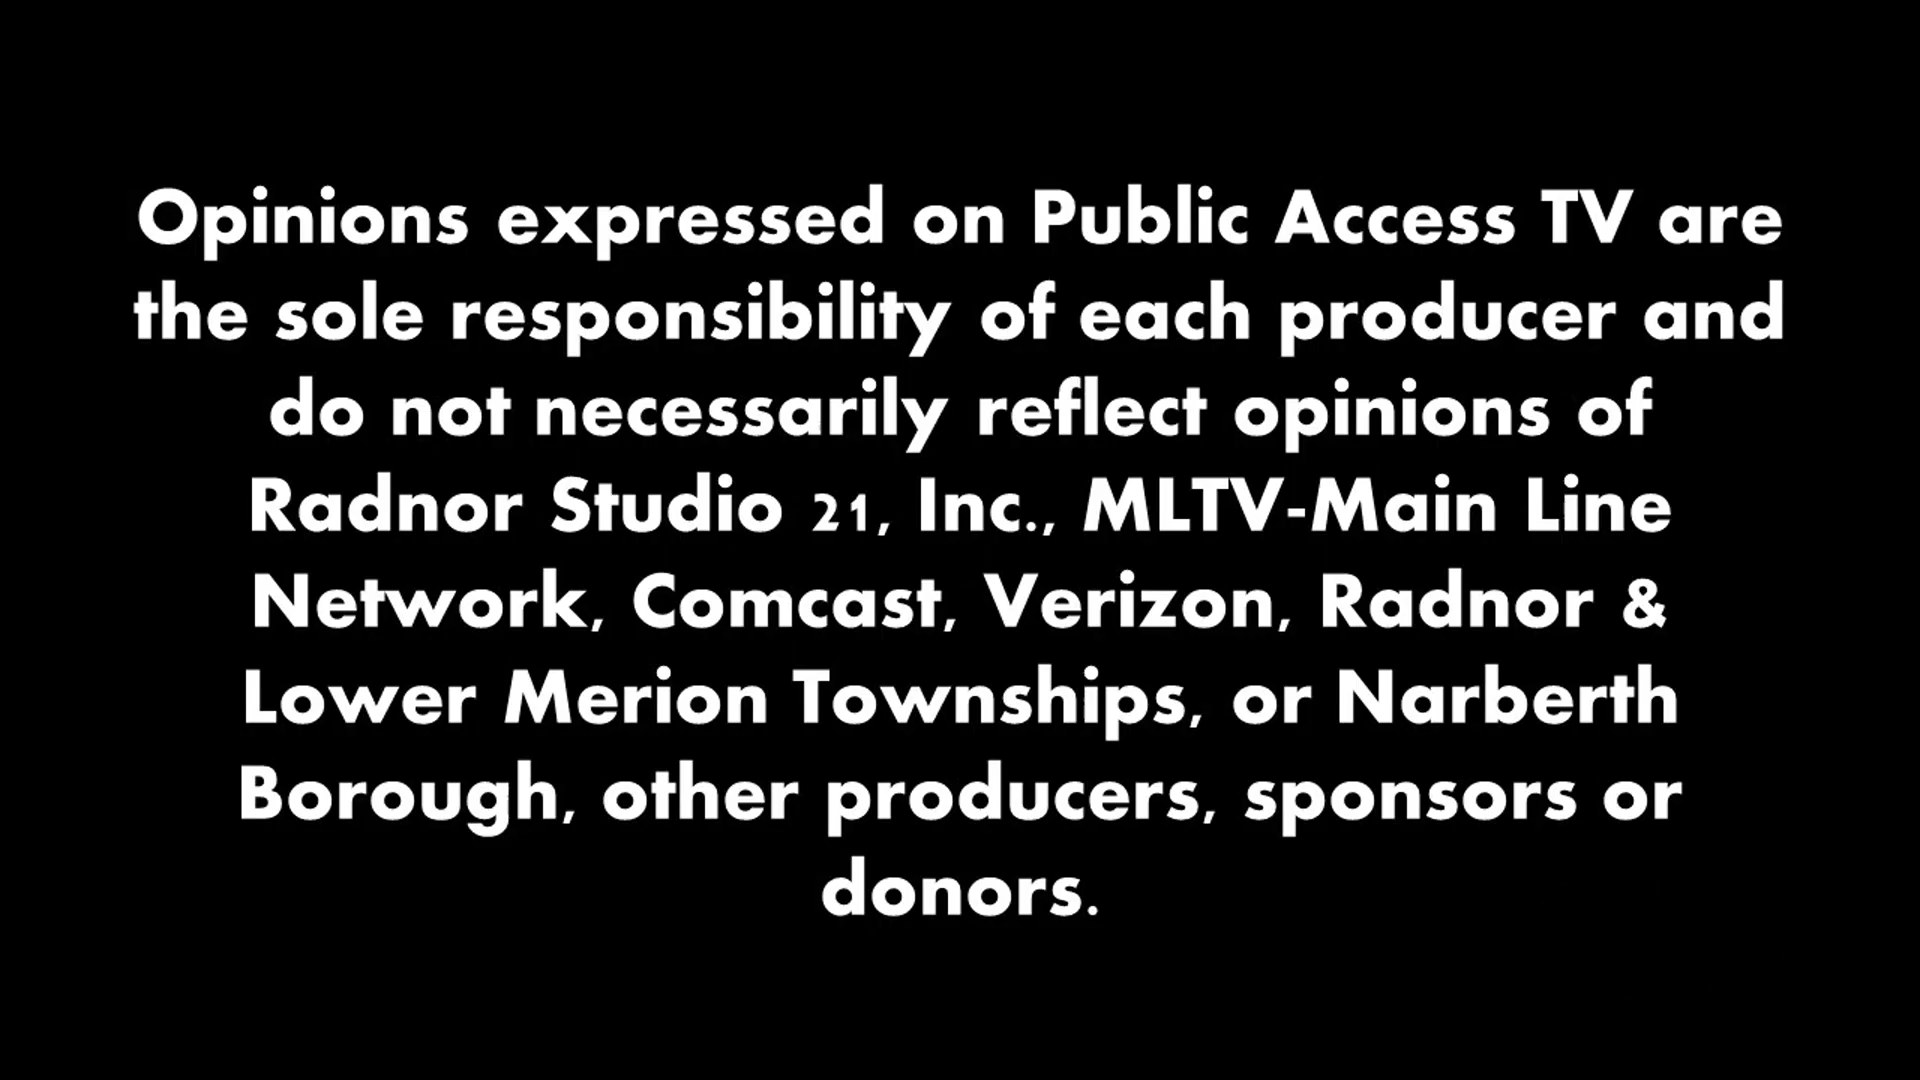 Opinions expressed on Public Access TV are
the sole responsibility of each producer and
do not necessarily reflect opinions of
Radnor Studio 21, Inc., MLTV-Main Line
Network, Comcast, Verizon, Radnor &
Lower Merion Townships, or Narberth
Borough, other producers, sponsors or
donors.